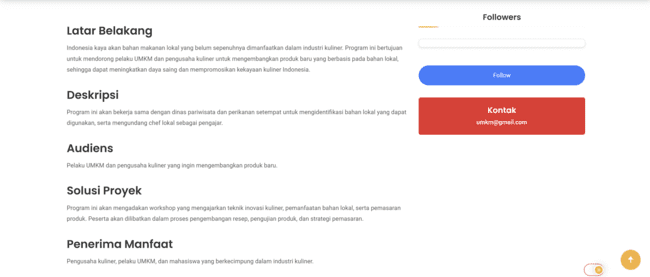 Latar Belakang
Indonesia kaya akan bahan makanan lokal yang belum sepenuhnya dimanfaatkan dalam industri kuliner. Program ini bertujuan
untuk mendorong pelaku UMKM dan pengusaha kuliner untuk mengembangkan produk baru yang berbasis pada bahan lokal,
sehingga dapat meningkatkan daya saing dan mempromosikan kekayaan kuliner Indonesia.
Deskripsi
Program ini akan bekerja sama dengan dinas pariwisata dan perikanan setempat untuk mengidentifikasi bahan lokal yang dapat
digunakan, serta mengundang chef lokal sebagai pengajar.
Audiens
Pelaku UMKM dan pengusaha kuliner yang ingin mengembangkan produk baru.
Solusi Proyek
Program ini akan mengadakan workshop yang mengajarkan teknik inovasi kuliner, pemanfaatan bahan lokal, serta pemasaran
produk. Peserta akan dilibatkan dalam proses pengembangan resep, pengujian produk, dan strategi pemasaran.
Penerima Manfaat
Pengusaha kuliner, pelaku UMKM, dan mahasiswa yang berkecimpung dalam industri kuliner.
Followers
Follow
Kontak
umkm@gmail.com